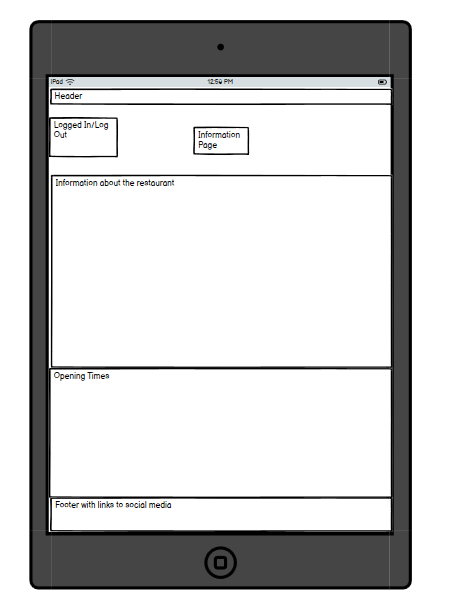 iPad 12:56 PM
Header
Logged In/Log
Out
Information
Page
Information about the restaurant
Opening Times
Footer with links to social media